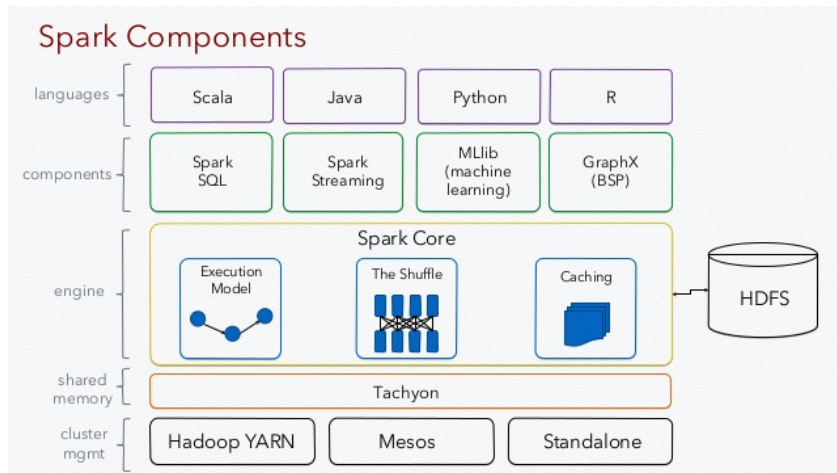 Spark Components
languages
Scala
Java
Python
R
components
Spark
SQL
Spark
Streaming
MLlib
(machine
learning)
GraphX
(BSP)
engine
Spark Core
Execution
Model
The Shuffle
Caching
HDFS
shared
memory
Tachyon
cluster
mgmt
Hadoop YARN
Mesos
Standalone